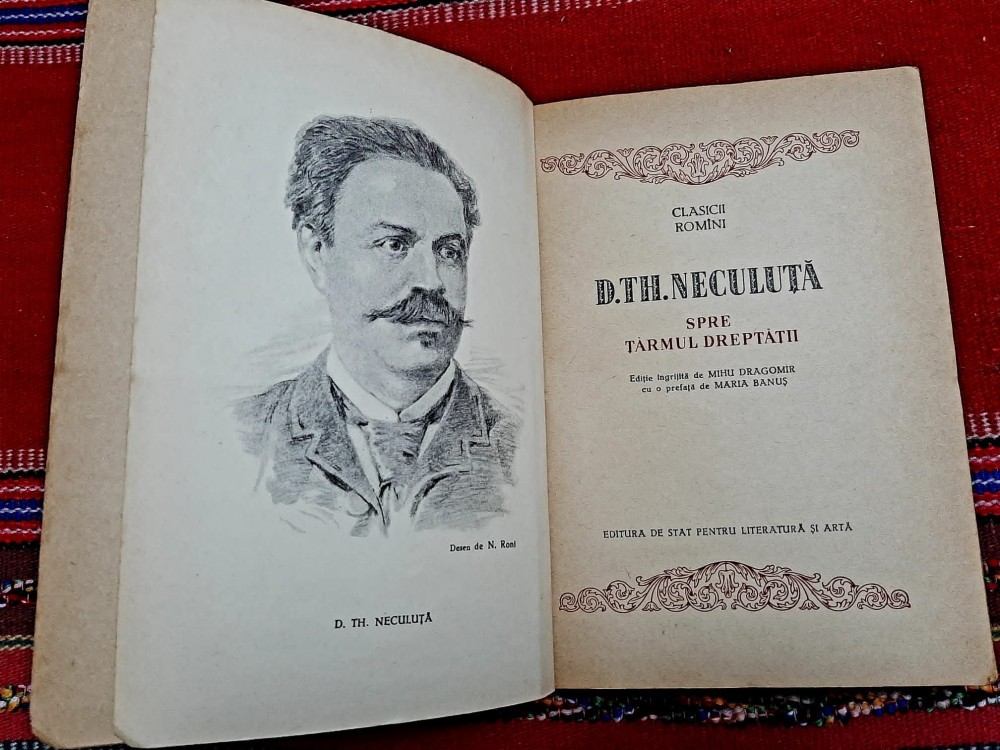 Desen de N. Roni
D. TH. NECULUȚĂ
CLASICII
ROMÎNI
D.TH.NECULUȚĂ
SPRE
ȚĂRMUL DREPTĂȚII
Ediție îngrijită de MIHU DRAGOMIR
cu o prefață de MARIA BANUȘ
EDITURA DE STAT PENTRU LITERATURĂ ȘI ARTĂ